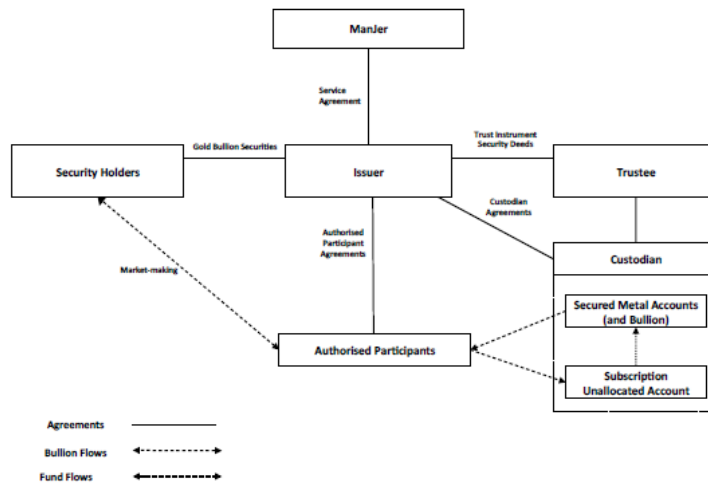 ManJer
Service
Agreement
Gold Bullion Securities
Trust Instrument
Security Deeds
Security Holders
Issuer
Trustee
Custodian
Agreements
Authorised
Participant
Agreements
Custodian
Market-making
Secured Metal Accounts
(and Bullion)
Authorised Participants
Subscription
Unallocated Account
Agreements
Bullion Flows
Fund Flows